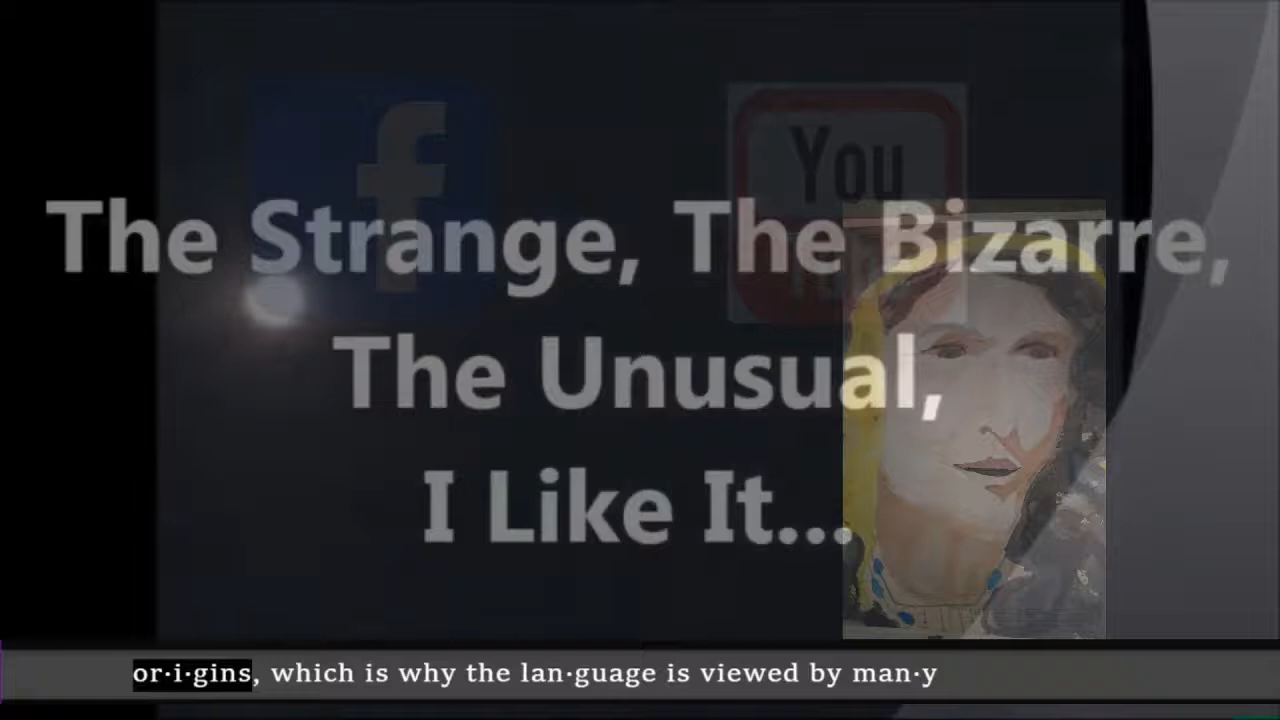 f
You
The Strange, The Bizarre,
The Unusual,
I Like It...
or·i·gins, which is why the lan·guage is viewed by man·y